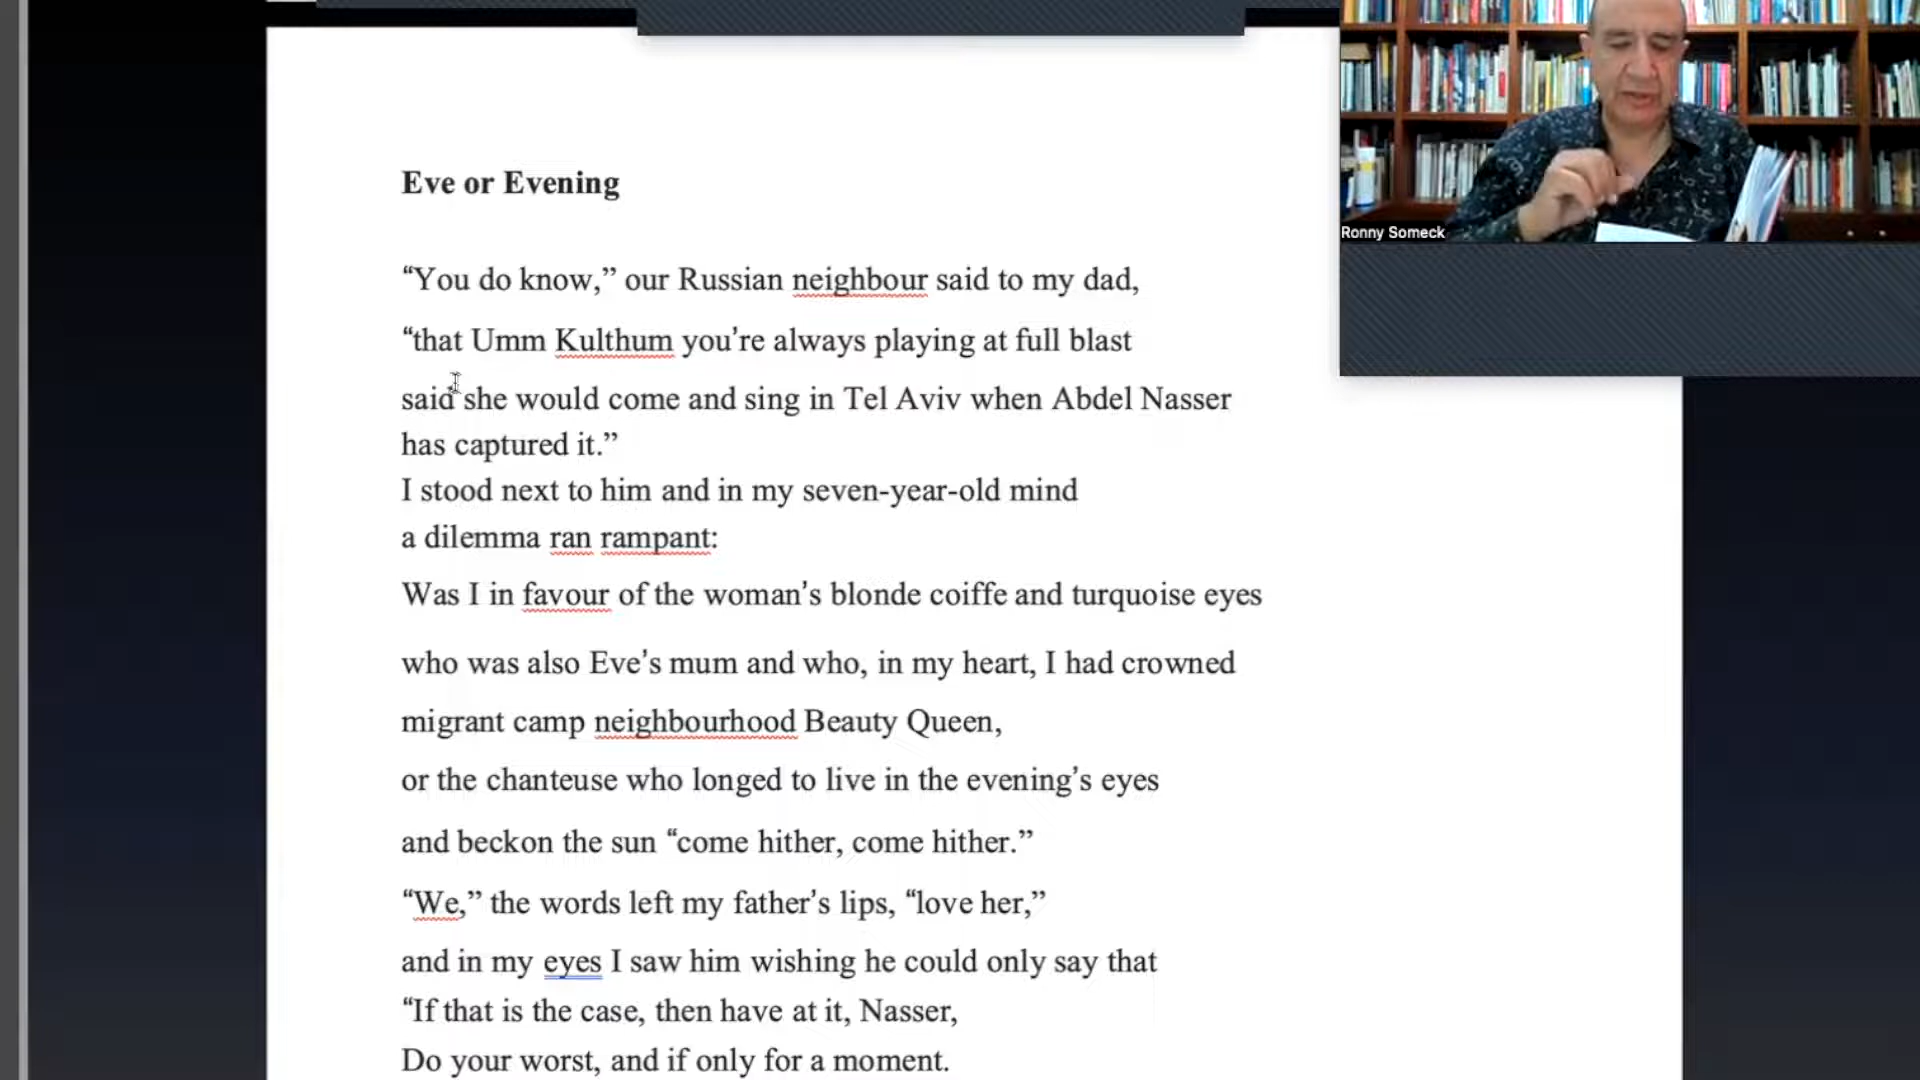 Eve or Evening
“You do know,” our Russian neighbour said to my dad,
“that Umm Kulthum you’re always playing at full blast
said she would come and sing in Tel Aviv when Abdel Nasser
has captured it.”
I stood next to him and in my seven-year-old mind
a dilemma ran rampant:
Was I in favour of the woman’s blonde coiffe and turquoise eyes
who was also Eve’s mum and who, in my heart, I had crowned
migrant camp neighbourhood Beauty Queen,
or the chanteuse who longed to live in the evening’s eyes
and beckon the sun “come hither, come hither.”
“We,” the words left my father’s lips, “love her,”
and in my eyes I saw him wishing he could only say that
“If that is the case, then have at it, Nasser,
Do your worst, and if only for a moment.
Ronny Someck